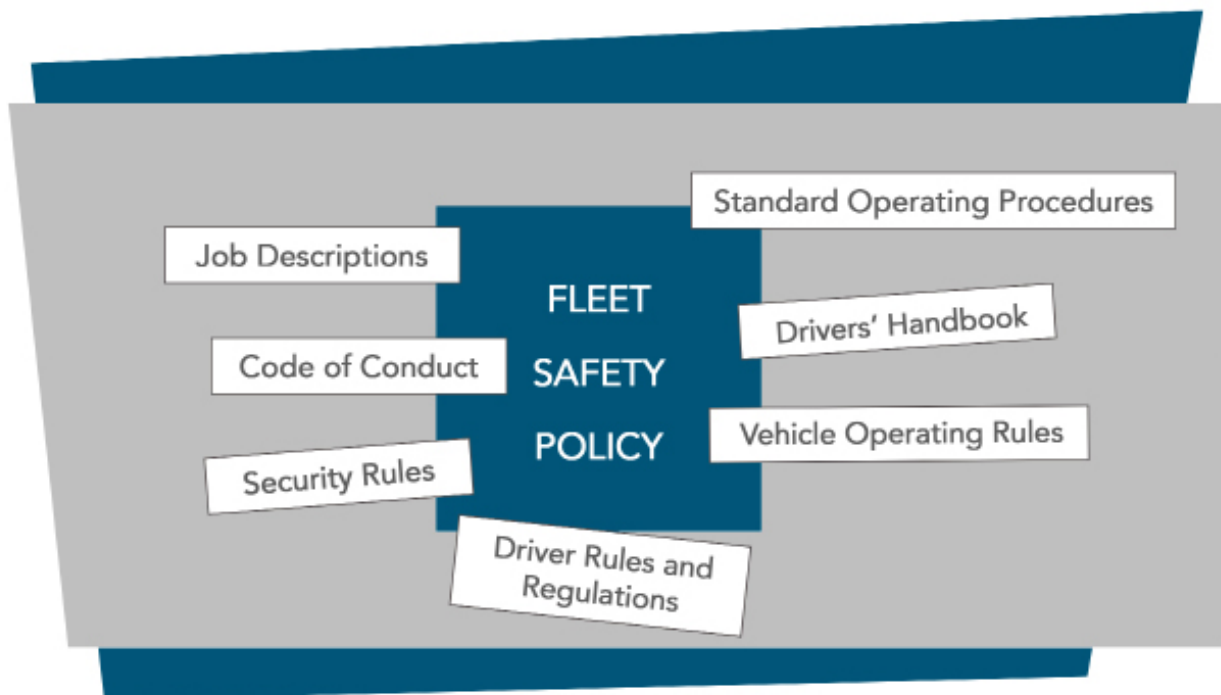 Standard Operating Procedures
Job Descriptions
FLEET
SAFETY
POLICY
Drivers' Handbook
Code of Conduct
Vehicle Operating Rules
Security Rules
Driver Rules and
Regulations